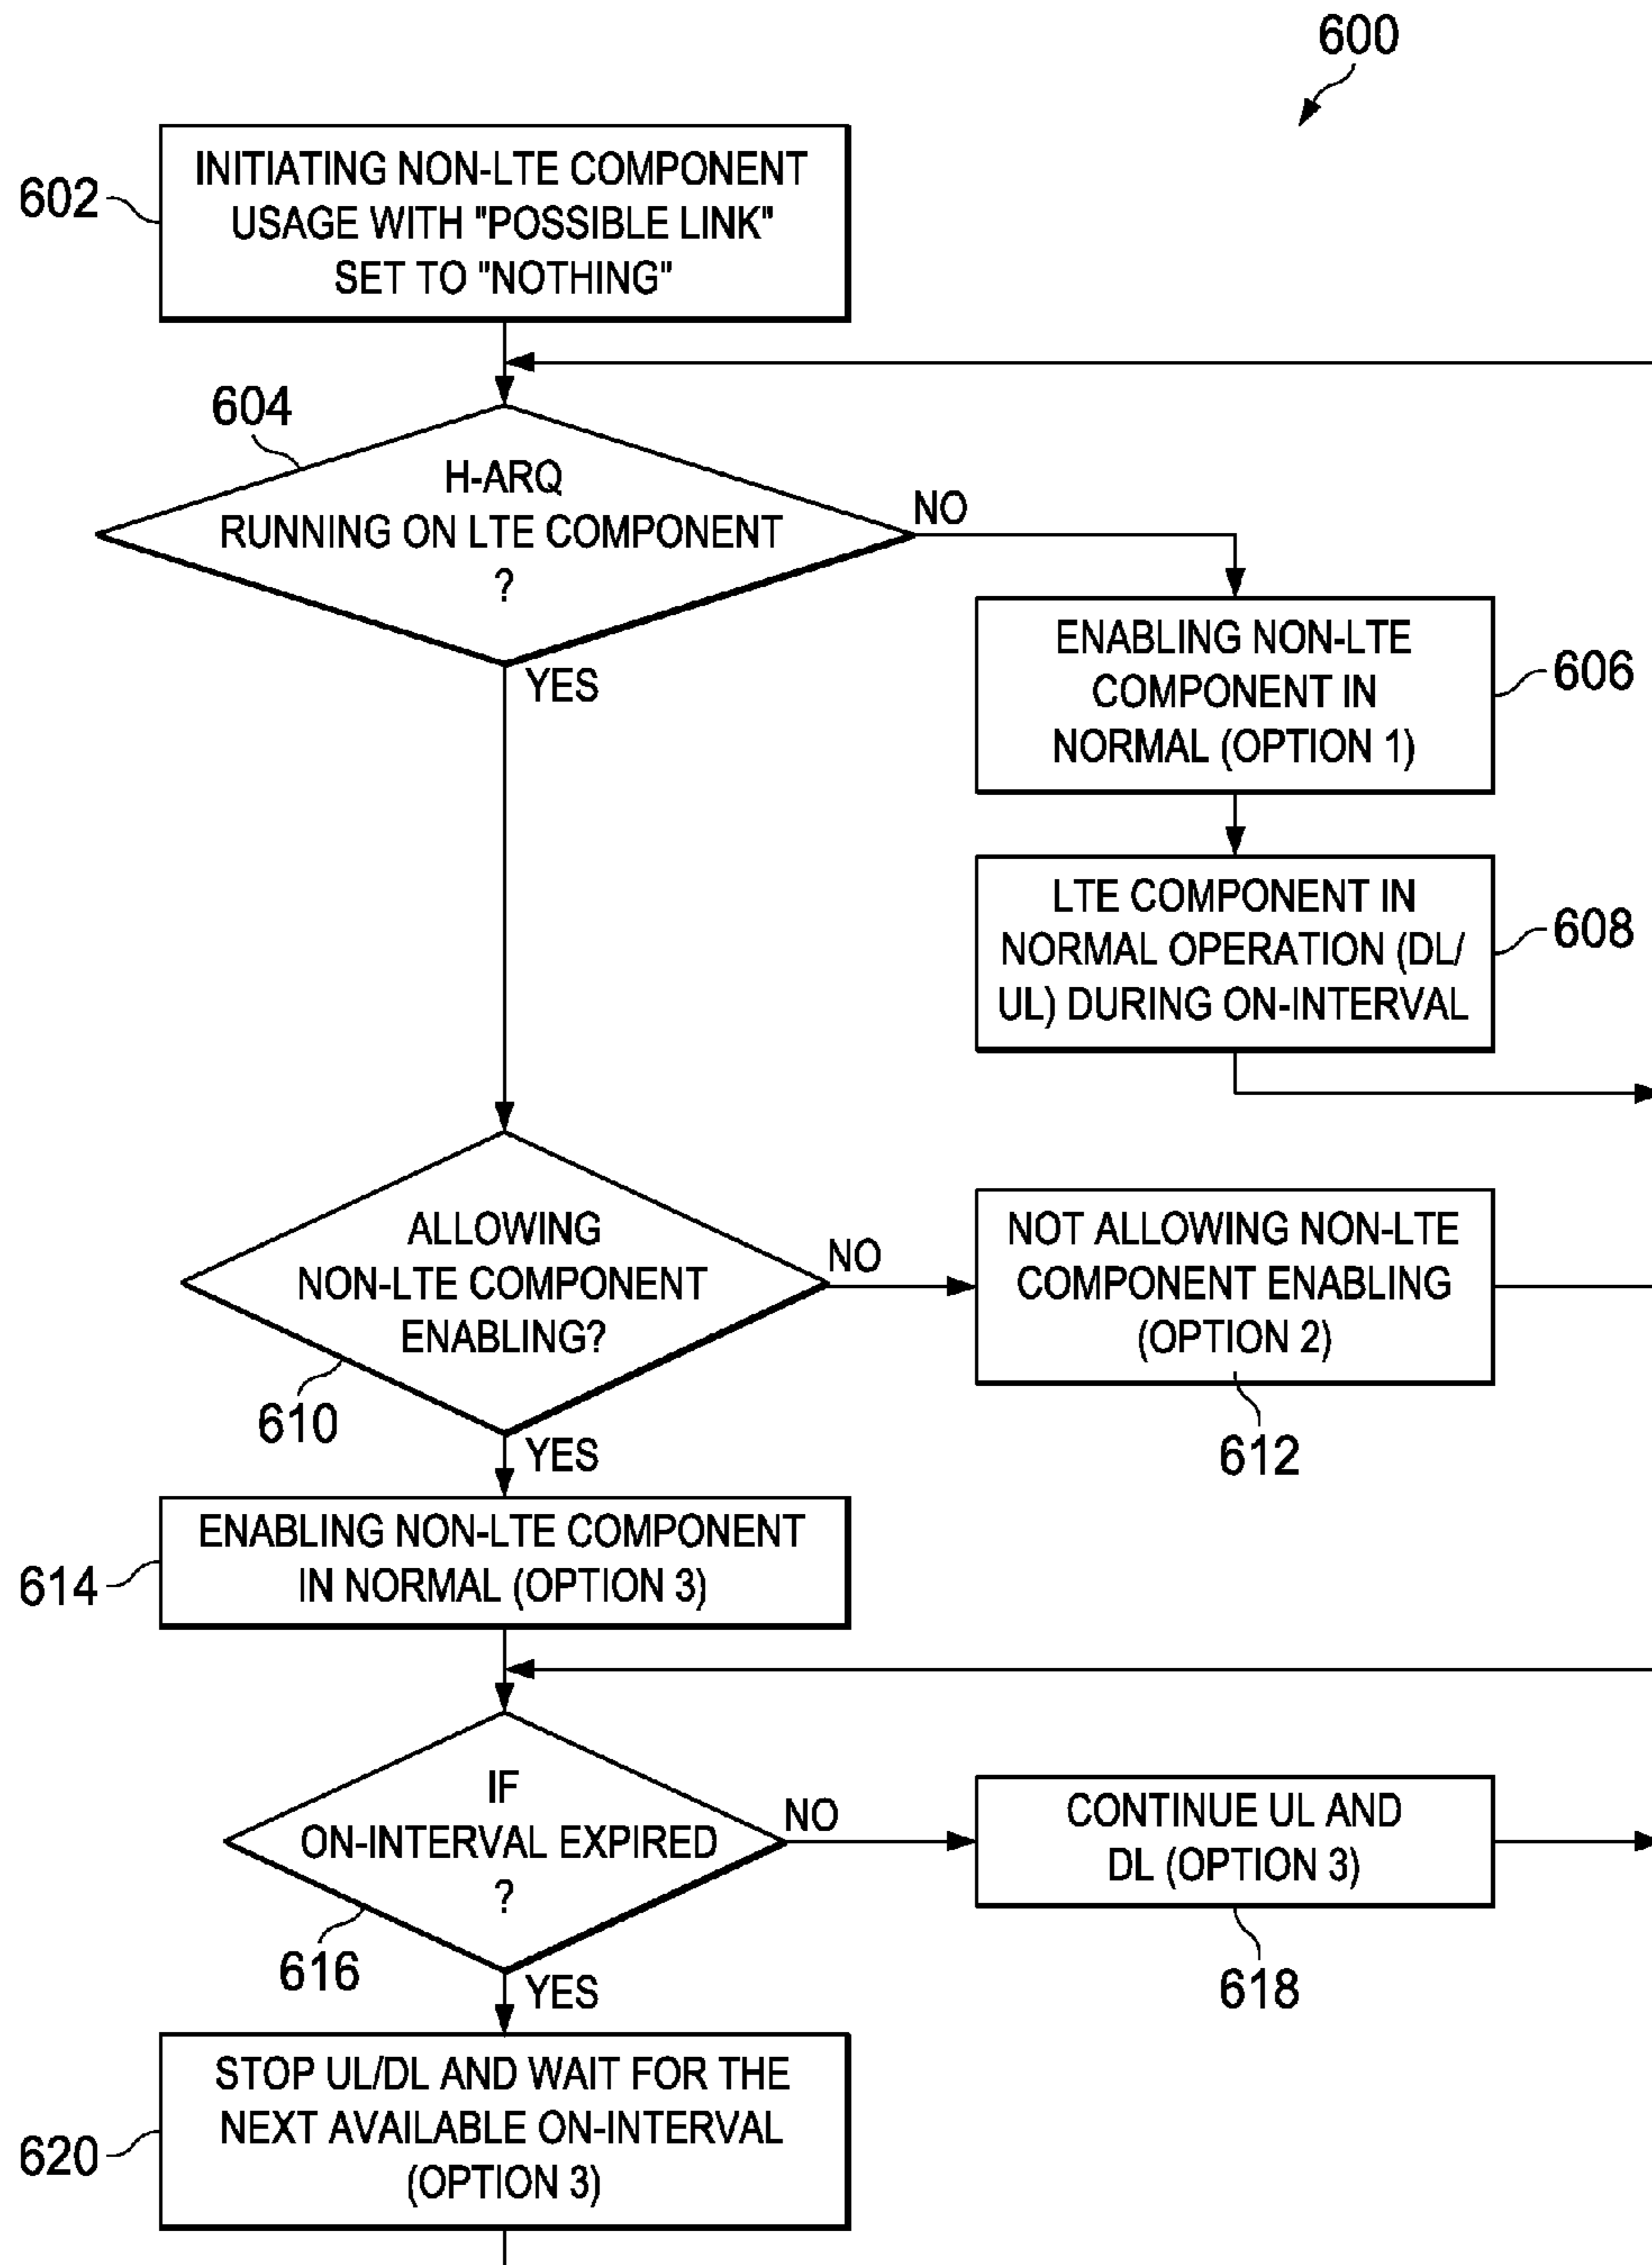 600
602
INITIATING NON-LTE COMPONENT
USAGE WITH "POSSIBLE LINK"
SET TO "NOTHING"
604
H-ARQ
RUNNING ON LTE COMPONENT
?
NO
YES
ENABLING NON-LTE
COMPONENT IN
NORMAL (OPTION 1)
606
LTE COMPONENT IN
NORMAL OPERATION (DL/
UL) DURING ON-INTERVAL
608
ALLOWING
NON-LTE COMPONENT
ENABLING?
610
NO
YES
NOT ALLOWING NON-LTE
COMPONENT ENABLING
(OPTION 2)
612
614
ENABLING NON-LTE COMPONENT
IN NORMAL (OPTION 3)
IF
ON-INTERVAL EXPIRED
?
616
NO
YES
CONTINUE UL AND
DL (OPTION 3)
618
620
STOP UL/DL AND WAIT FOR THE
NEXT AVAILABLE ON-INTERVAL
(OPTION 3)